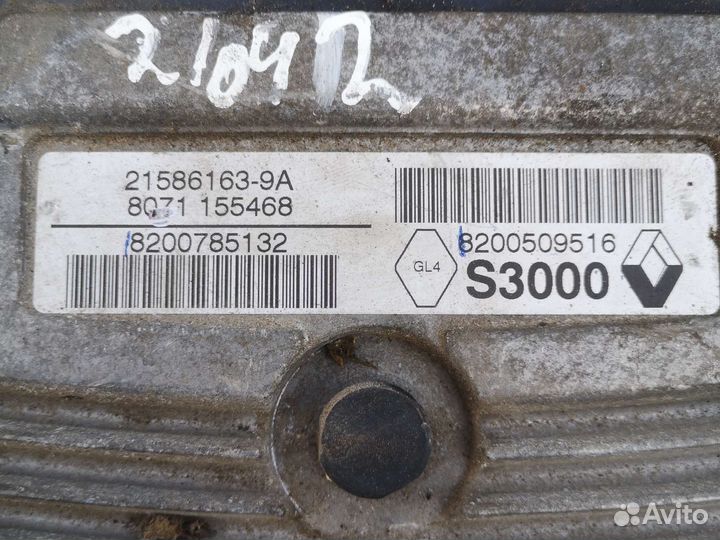 2104 П
21586163-9A
8071 155468
8200785132
8200509516
GL4
S3000
Avito